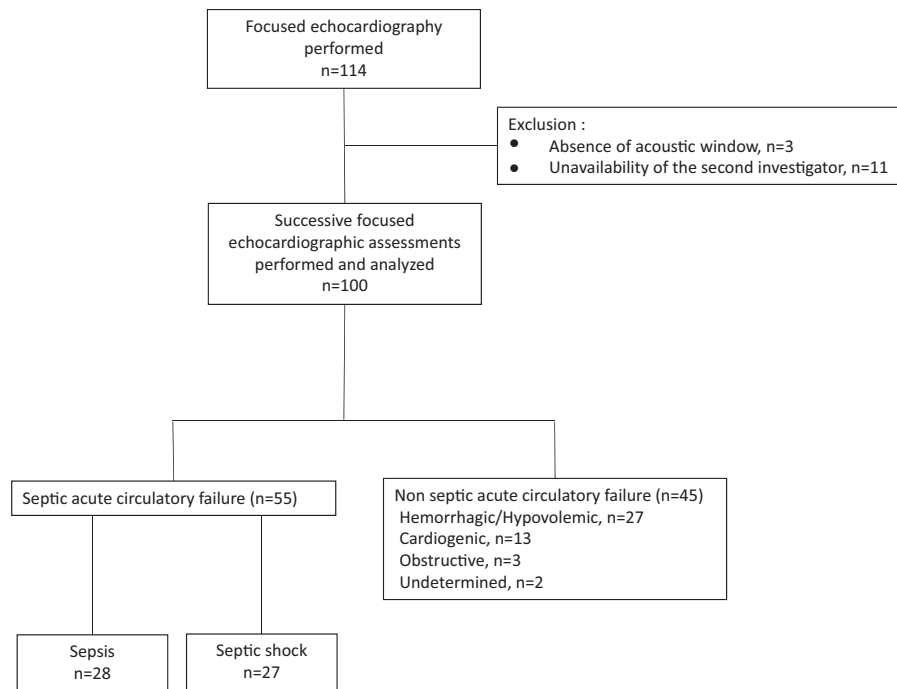 Focused echocardiography
performed
n=114
Exclusion :
● Absence of acoustic window, n=3
● Unavailability of the second investigator, n=11
Successive focused
echocardiographic assessments
performed and analyzed
n=100
Septic acute circulatory failure (n=55)
Non septic acute circulatory failure (n=45)
Hemorrhagic/Hypovolemic, n=27
Cardiogenic, n=13
Obstructive, n=3
Undetermined, n=2
Sepsis
n=28
Septic shock
n=27